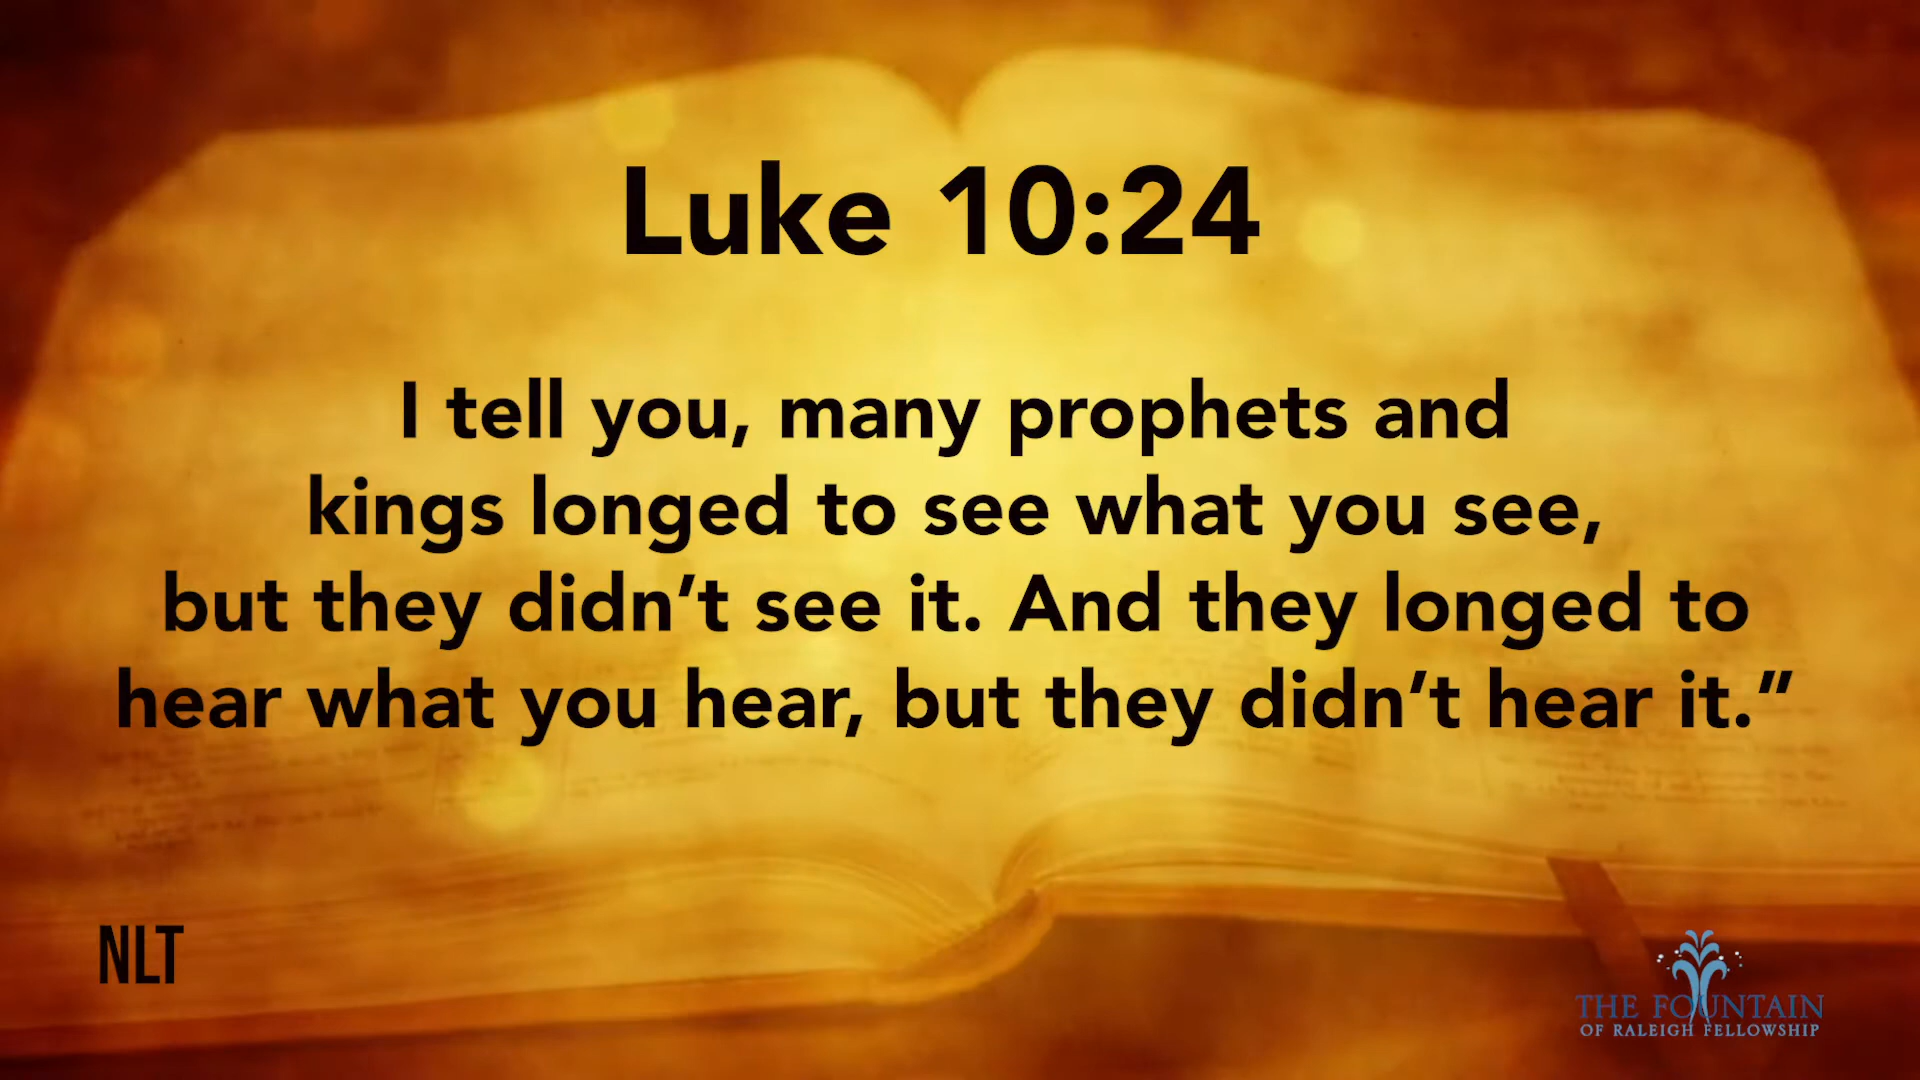 Luke 10:24
I tell you, many prophets and
kings longed to see what you see,
but they didn’t see it. And they longed to
hear what you hear, but they didn’t hear it.”
NLT
THE FOUNTAIN
OF RALEIGH FELLOWSHIP